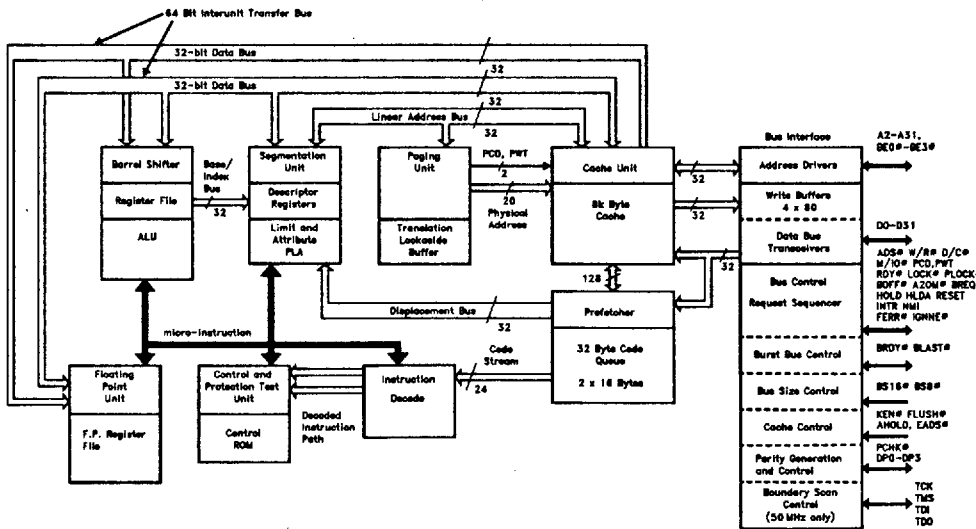 64 Bit Interunit Transfer Bus
32-bit Data Bus
32
32-bit Data Bus
32
32
Linear Address Bus
32
Barrel Shifter
Register File
ALU
Base/
Index
Bus
32
Segmentation
Unit
Descriptor
Registers
Limit and
Attribute
PLA
Paging
Unit
Translation
Lookaside
Buffer
PCD, PWT
2
20
Physical
Address
Cache Unit
8k Byte
Cache
32
32
32
128
Displacement Bus
32
Prefetcher
32 Byte Code
Queue
2 x 16 Bytes
micro-instruction
Code
Stream
24
Floating
Point
Unit
F.P. Register
File
Control and
Protection Test
Unit
Control
ROM
Decoded
Instruction
Path
Instruction
Decode
Bus Interface
Address Drivers
Write Buffers
4 x 80
Data Bus
Transceivers
Bus Control
Request Sequencer
Burst Bus Control
Bus Size Control
Cache Control
Parity Generation
and Control
Boundary Scan
Control
(50 MHz only)
A2-A31,
BE0#-BE3#
D0-D31
ADS# W/R# D/C#
M/IO# PCD,PWT
RDY# LOCK# PLOCK#
BOFF# A20M# BREQ
HOLD HLDA RESET
INTR NMI
FERR# IGNNE#
BRDY# BLAST#
BS16# BS8#
KEN# FLUSH#
AHOLD, EADS#
PCHK#
DP0-DP3
TCK
TMS
TDI
TDO